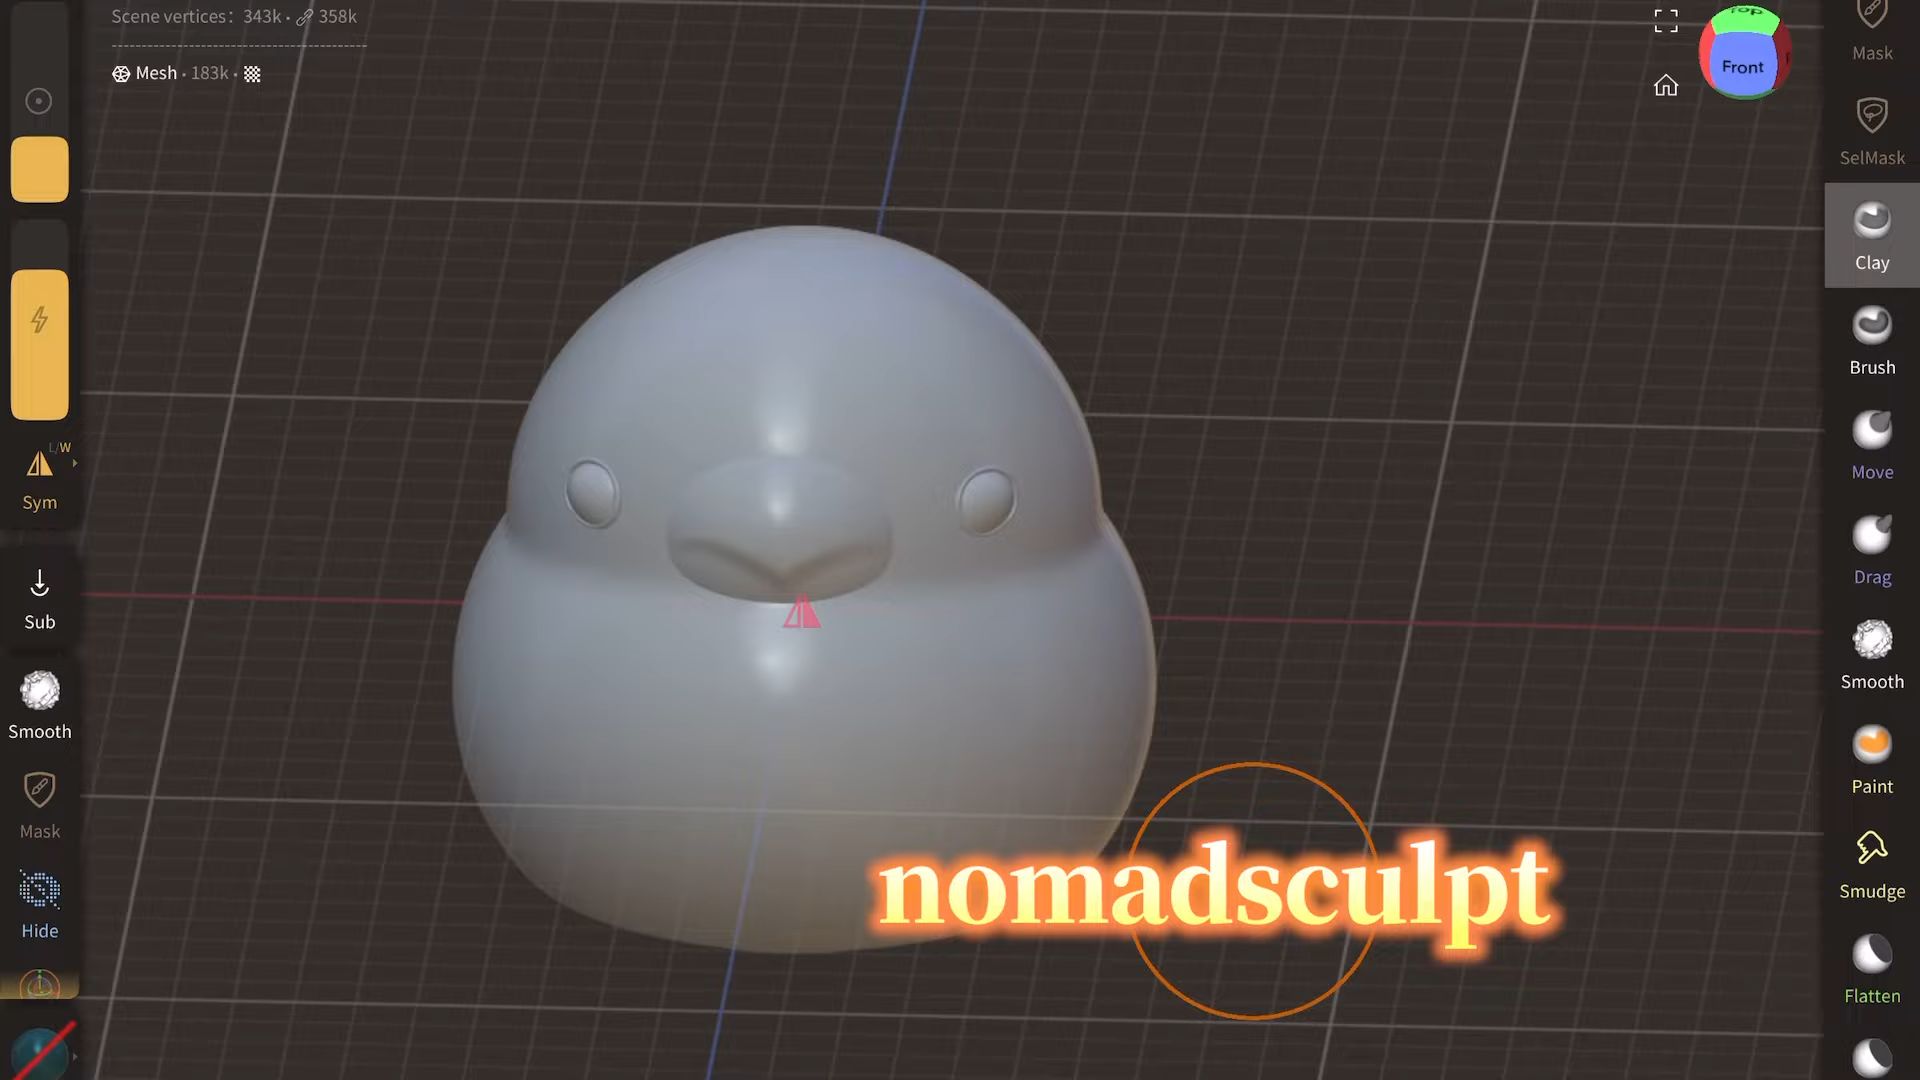 Scene vertices: 343k • 358k
Mesh • 183k •
Top
Front
Mask
SelMask
Clay
Brush
Move
Drag
Smooth
Paint
Smudge
Flatten
L/W
Sym
Sub
Smooth
Mask
Hide
nomadsculpt